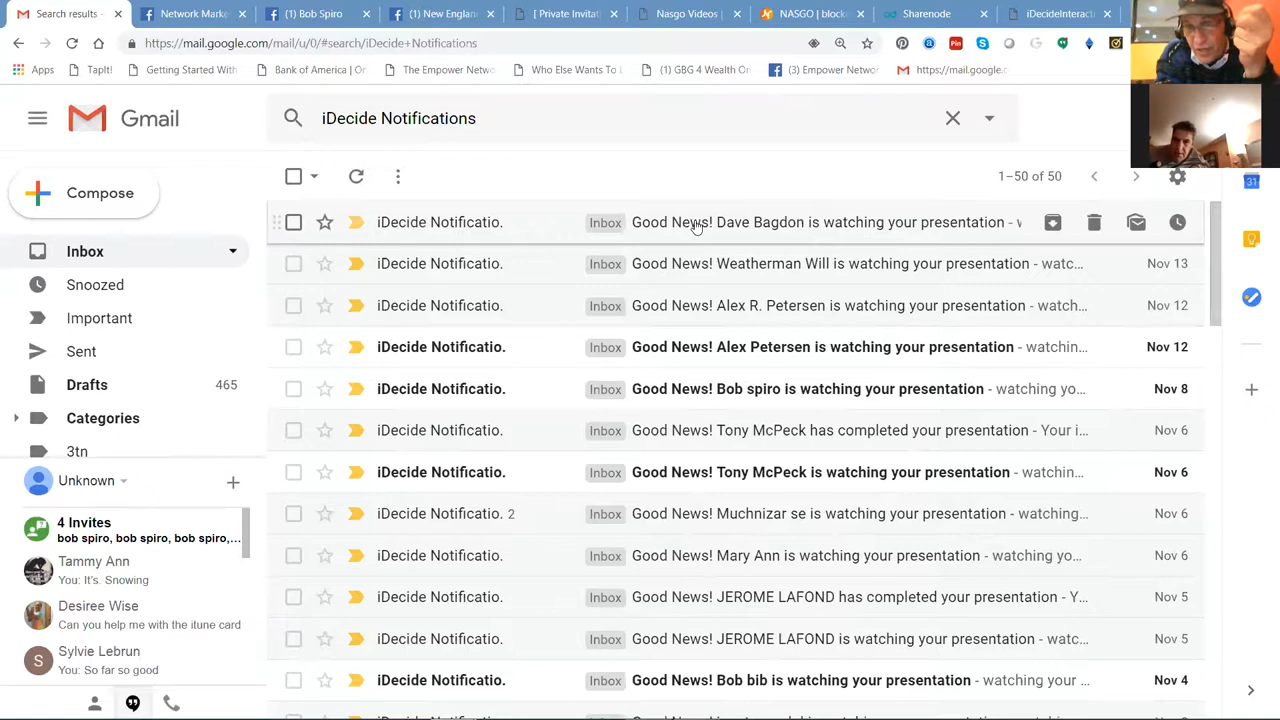 Search results -
Network Marke
(1) Bob Spiro
(1) New Englan
[ Private Invitat
Nasgo Videos |
NASGO | block
Sharenode
iDecideInterac
https://mail.google.com/mail/u/0/#search/iDecide+Notifications
Apps
TapIt!
Getting Started With
Bank of America | On
The Empower Netw
Who Else Wants To
(1) GBG 4 Wealth On
(3) Empower Netwo
https://mail.google.c
Gmail
iDecide Notifications
Compose
1–50 of 50
31
Inbox
Snoozed
Important
Sent
Drafts 465
Categories
3tn
iDecide Notificatio. Inbox Good News! Dave Bagdon is watching your presentation -
iDecide Notificatio. Inbox Good News! Weatherman Will is watching your presentation - watc… Nov 13
iDecide Notificatio. Inbox Good News! Alex R. Petersen is watching your presentation - watch… Nov 12
iDecide Notificatio. Inbox Good News! Alex Petersen is watching your presentation - watchin… Nov 12
iDecide Notificatio. Inbox Good News! Bob spiro is watching your presentation - watching yo… Nov 8
iDecide Notificatio. Inbox Good News! Tony McPeck has completed your presentation - Your i… Nov 6
iDecide Notificatio. Inbox Good News! Tony McPeck is watching your presentation - watchin… Nov 6
iDecide Notificatio. 2 Inbox Good News! Muchnizar se is watching your presentation - watching… Nov 6
iDecide Notificatio. Inbox Good News! Mary Ann is watching your presentation - watching yo… Nov 6
iDecide Notificatio. Inbox Good News! JEROME LAFOND has completed your presentation - Y… Nov 5
iDecide Notificatio. Inbox Good News! JEROME LAFOND is watching your presentation - watc… Nov 5
iDecide Notificatio. Inbox Good News! Bob bib is watching your presentation - watching your … Nov 4
Unknown
4 Invites
bob spiro, bob spiro, bob spiro,…
Tammy Ann
You: It's. Snowing
Desiree Wise
Can you help me with the itune card
S
Sylvie Lebrun
You: So far so good